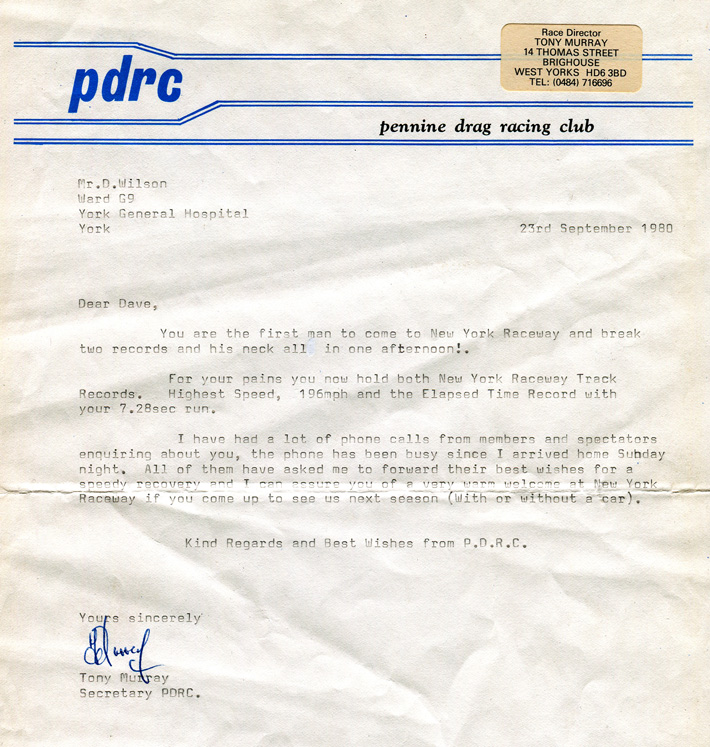 Race Director
TONY MURRAY
14 THOMAS STREET
BRIGHOUSE
WEST YORKS HD6 3BD
TEL: (0484) 716696
pdrc
pennine drag racing club
Mr.D.Wilson
Ward G9
York General Hospital
York
23rd September 1980
Dear Dave,
You are the first man to come to New York Raceway and break
two records and his neck all in one afternoon!.
For your pains you now hold both New York Raceway Track
Records. Highest Speed, 196mph and the Elapsed Time Record with
your 7.28sec run.
I have had a lot of phone calls from members and spectators
enquiring about you, the phone has been busy since I arrived home Sunday
night. All of them have asked me to forward their best wishes for a
speedy recovery and I can assure you of a very warm welcome at New York
Raceway if you come up to see us next season (With or without a car).
Kind Regards and Best Wishes from P.D.R.C.
Yours sincerely
Tony Murray
Secretary PDRC.